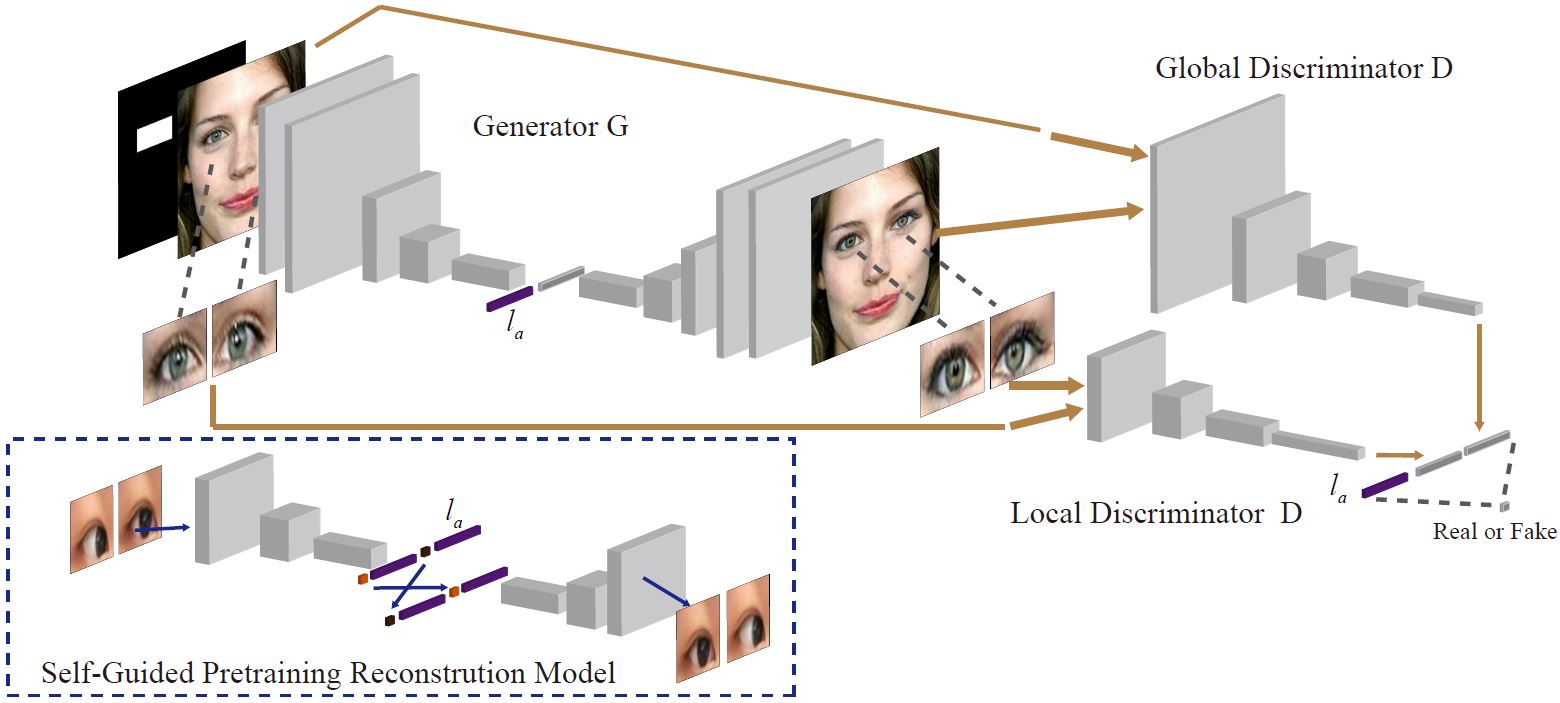 Global Discriminator D
Generator G
l_a
Local Discriminator D
l_a
Real or Fake
l_a
Self-Guided Pretraining Reconstrution Model